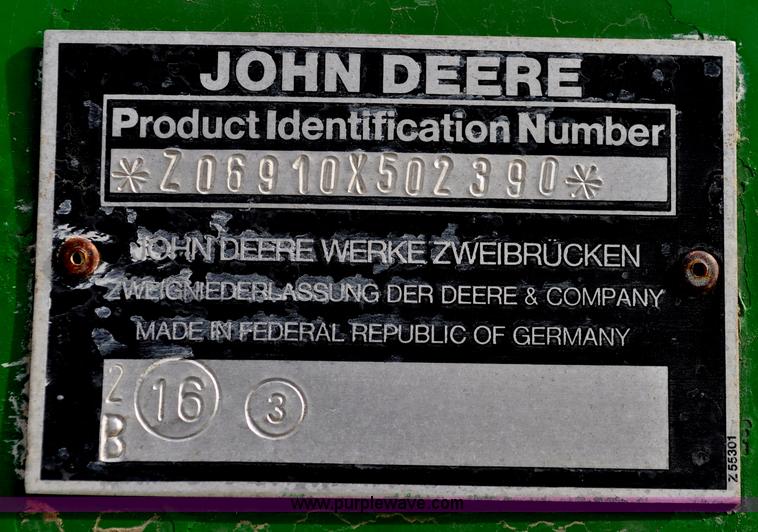 JOHN DEERE
Product Identification Number
*Z06910X502390*
JOHN DEERE WERKE ZWEIBRÜCKEN
ZWEIGNIEDERLASSUNG DER DEERE & COMPANY
MADE IN FEDERAL REPUBLIC OF GERMANY
2 16 3
B
Z 55301
www.purplewave.com